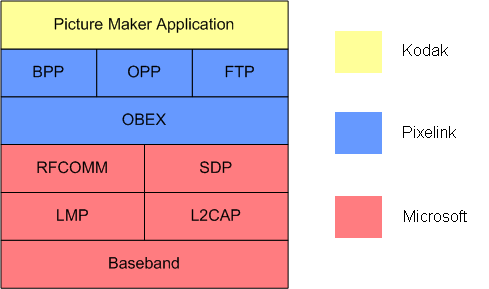 Picture Maker Application
BPP OPP FTP
OBEX
RFCOMM SDP
LMP L2CAP
Baseband
Kodak
Pixelink
Microsoft